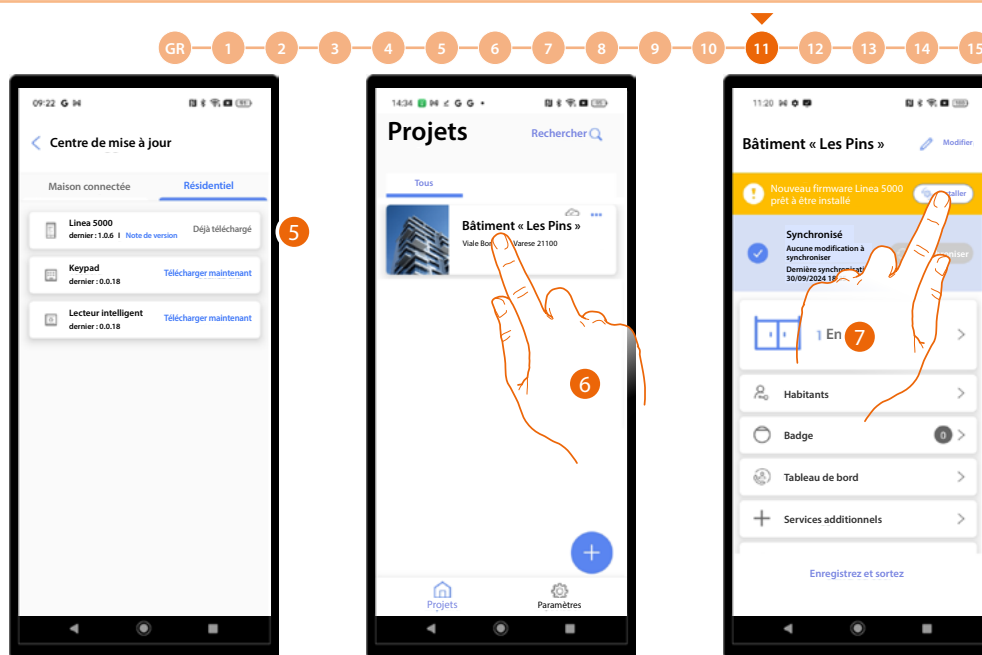 GR 1 2 3 4 5 6 7 8 9 10 11 12 13 14 15
09:22 G
Centre de mise à jour
Maison connectée Résidentiel
Linea 5000
dernier : 1.0.6 I Note de version
Déjà téléchargé
Keypad
dernier : 0.0.18
Télécharger maintenant
Lecteur intelligent
dernier : 0.0.18
Télécharger maintenant
5
14:34 G G •
Projets
Rechercher
Tous
Bâtiment « Les Pins »
Viale Varese 21100
6
Projets
Paramètres
11:20
Bâtiment « Les Pins »
Modifier
Nouveau firmware Linea 5000
prêt à être installé
Synchronisé
Aucune modification à
synchroniser
Dernière
30/09/2024
1 En
7
Habitants
Badge
0
Tableau de bord
Services additionnels
Enregistrez et sortez